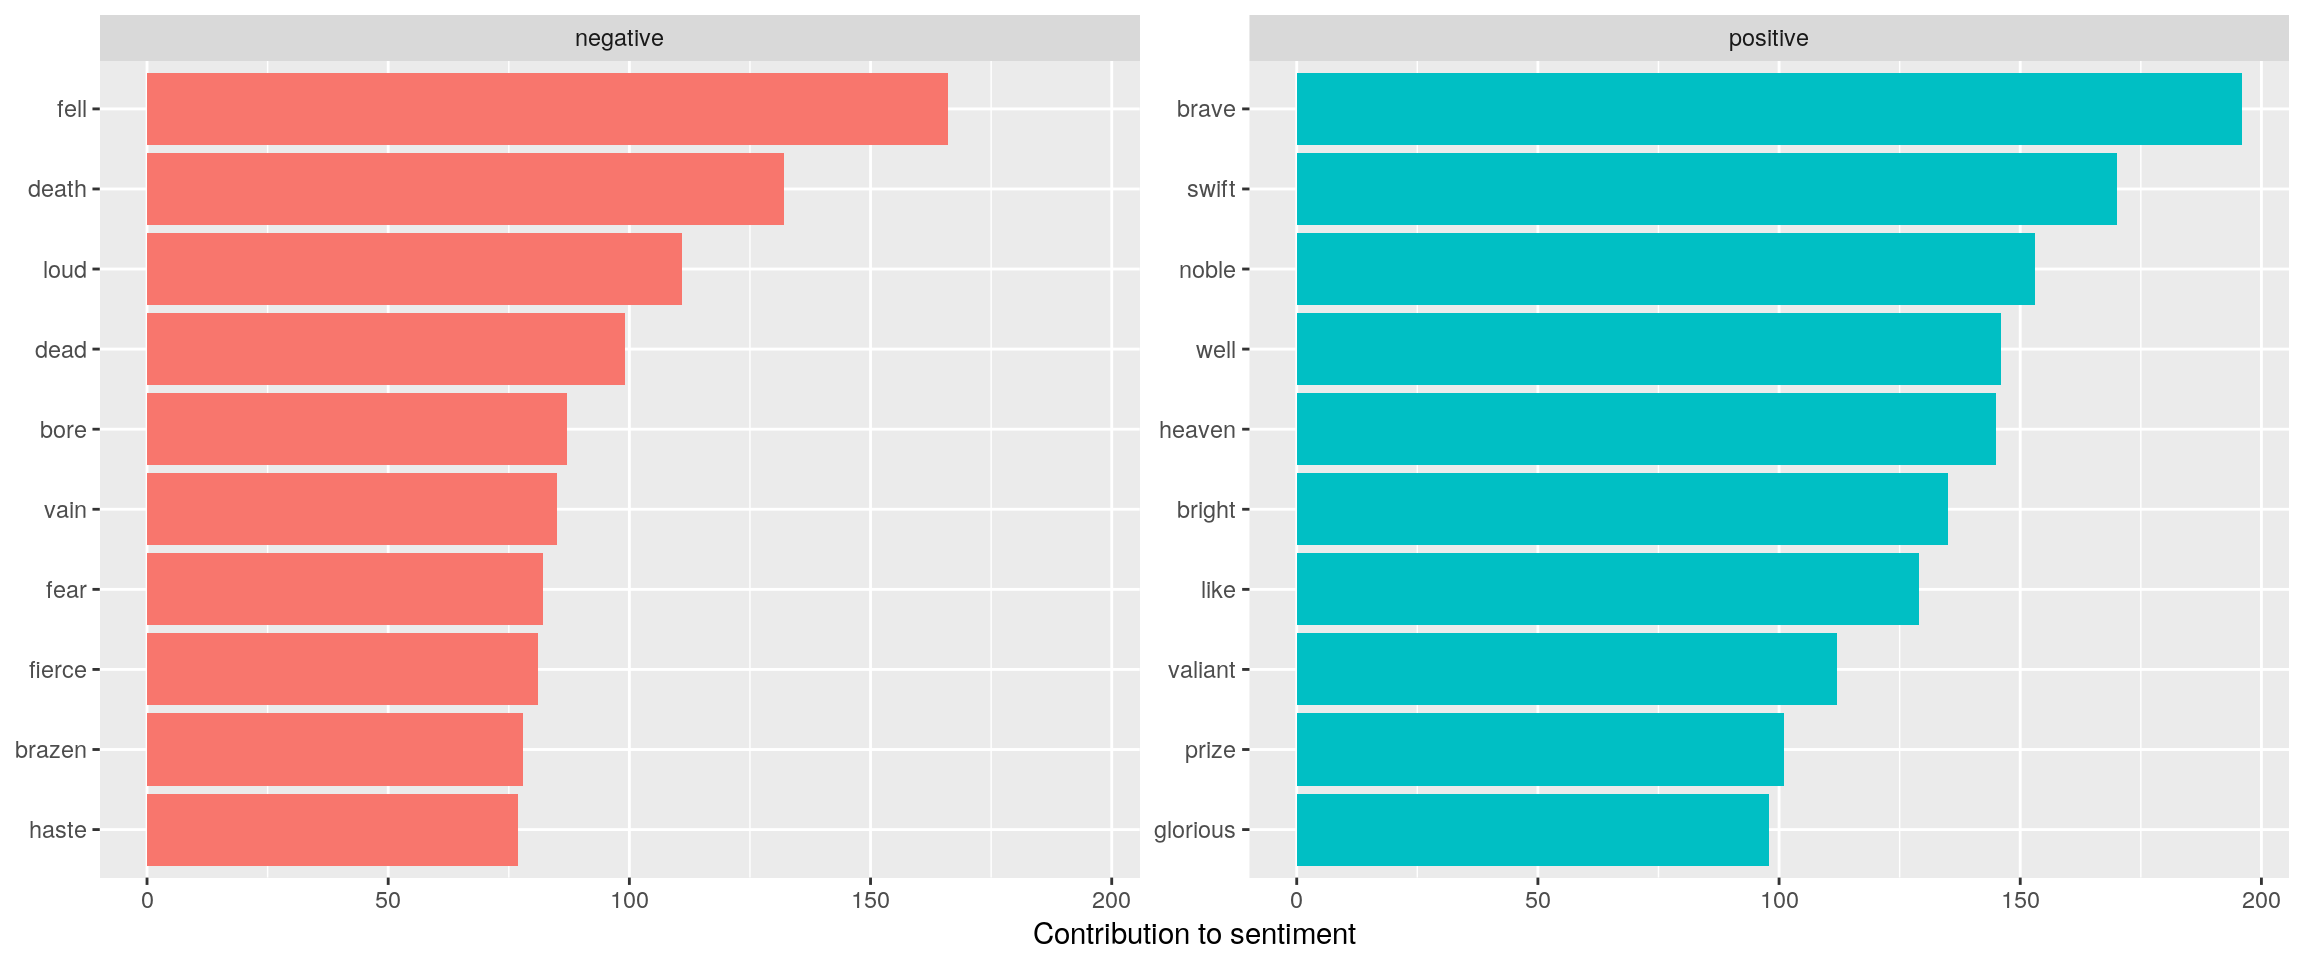 negative
fell
death
loud
dead
bore
vain
fear
fierce
brazen
haste
0 50 100 150 200
positive
brave
swift
noble
well
heaven
bright
like
valiant
prize
glorious
0 50 100 150 200
Contribution to sentiment